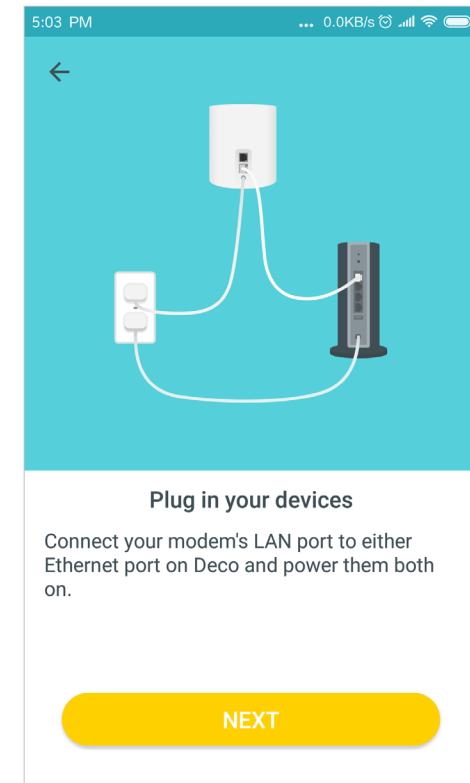 5:03 PM ... 0.0KB/s
Plug in your devices
Connect your modem's LAN port to either
Ethernet port on Deco and power them both
on.
NEXT